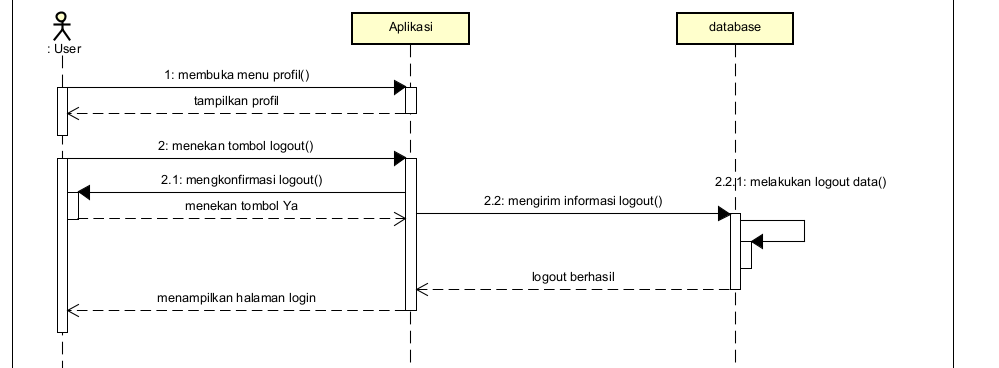 Aplikasi
database
: User
1: membuka menu profil()
tampilkan profil
2: menekan tombol logout()
2.1: mengkonfirmasi logout()
2.2.1: melakukan logout data()
menekan tombol Ya
2.2: mengirim informasi logout()
logout berhasil
menampilkan halaman login